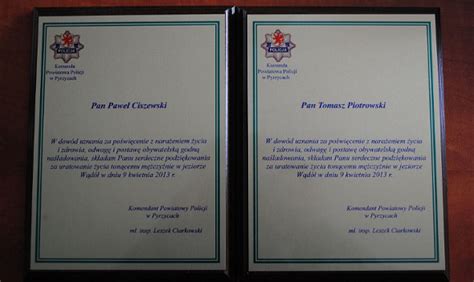 POLICJA
Komenda
Powiatowa Policji
w Pyrzycach
Pan Paweł Ciszewski
W dowód uznania za poświęcenie z narażeniem życia
i zdrowia, odwagę i postawę obywatelską godną
naśladowania, składam Panu serdeczne podziękowania
za uratowanie życia tonącemu mężczyźnie w jeziorze
Wądół w dniu 9 kwietnia 2013 r.
Komendant Powiatowy Policji
w Pyrzycach
mł. insp. Leszek Ciarkowski
POLICJA
Komenda
Powiatowa Policji
w Pyrzycach
Pan Tomasz Piotrowski
W dowód uznania za poświęcenie z narażeniem życia
i zdrowia, odwagę i postawę obywatelską godną
naśladowania, składam Panu serdeczne podziękowania
za uratowanie życia tonącemu mężczyźnie w jeziorze
Wądół w dniu 9 kwietnia 2013 r.
Komendant Powiatowy Policji
w Pyrzycach
mł. insp. Leszek Ciarkowski